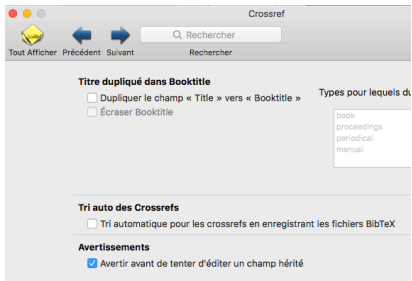 Crossref
Rechercher
Tout Afficher Précédent Suivant Rechercher
Titre dupliqué dans Booktitle
Dupliquer le champ « Title » vers « Booktitle »
Types pour lequels du
Écraser Booktitle
book
proceedings
periodical
manual
Tri auto des Crossrefs
Tri automatique pour les crossrefs en enregistrant les fichiers BibTeX
Avertissements
Avertir avant de tenter d'éditer un champ hérité